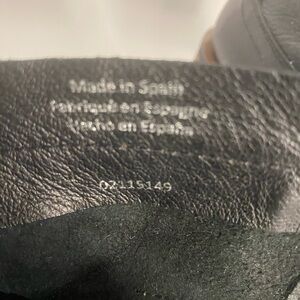 Made in Spain
Fabriqué en Espagne
Hecho en España
02115149